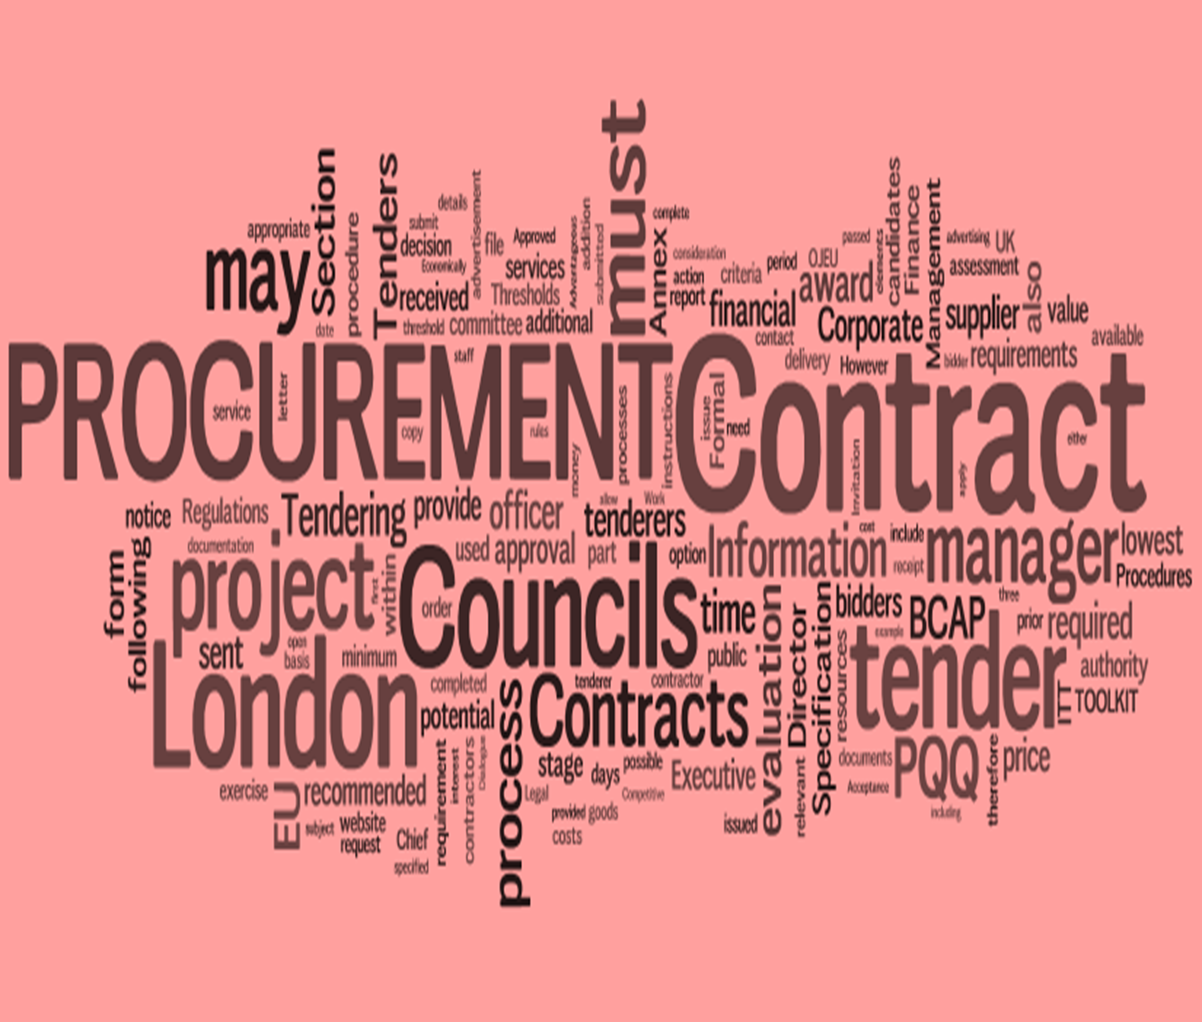 must
Section
Tenders
procedure
appropriate
may
date
details
submit
decision
Economically
received
threshold
advertisement
file
Approved
services
Thresholds
committee
additional
Advantageous
addition
submitted
complete
Annex
consideration
action
report
criteria
period
financial
contact
passed
OJEU
award
elements
candidates
Finance
Management
Corporate
delivery
However
advertising
UK
assessment
supplier
also
value
bidder
requirements
available
PROCUREMENT
Contract
service
letter
copy
staff
rules
money
processes
instructions
issue
Formal
need
Invitation
apply
either
notice
Regulations
Tendering
provide
officer
allow
Work
tenderers
documentation
form
following
project
first
within
used
approval
part
option
Information
cost
include
receipt
manager
lowest
Procedures
Councils
order
time
bidders
BCAP
three
prior
required
sent
open
basis
minimum
public
evaluation
Director
Specification
resources
example
tender
ITT
authority
TOOLKIT
London
completed
potential
process
tenderer
contractor
Contracts
exercise
EU
recommended
subject
website
request
Chief
specified
requirement
interest
contractors
Dialogue
stage
days
possible
Executive
Legal
Competitive
provided
goods
costs
issued
relevant
documents
Acceptance
PQQ
including
therefore
price